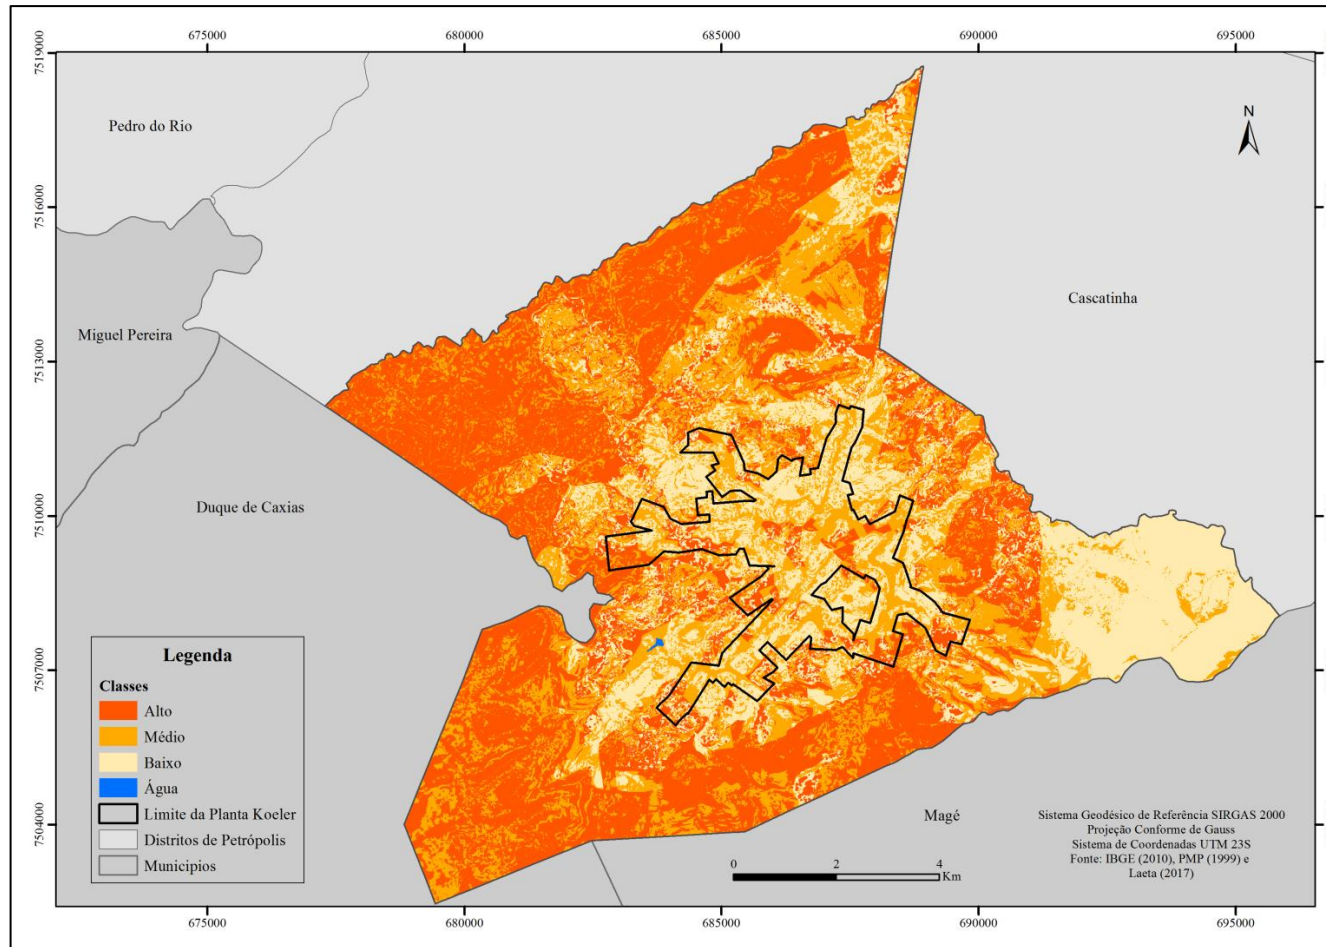 675000
680000
685000
690000
695000
7519000
7516000
7513000
7510000
7507000
7504000
Pedro do Rio
N
Cascatinha
Miguel Pereira
Duque de Caxias
Magé
Legenda
Classes
Alto
Médio
Baixo
Água
Limite da Planta Koeler
Distritos de Petrópolis
Municipios
0
2
4
Km
Sistema Geodésico de Referência SIRGAS 2000
Projeção Conforme de Gauss
Sistema de Coordenadas UTM 23S
Fonte: IBGE (2010), PMP (1999) e
Laeta (2017)
675000
680000
685000
690000
695000